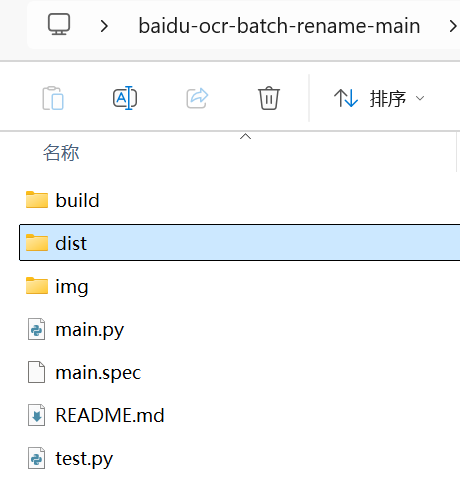 baidu-ocr-batch-rename-main
排序
名称
build
dist
img
main.py
main.spec
README.md
test.py